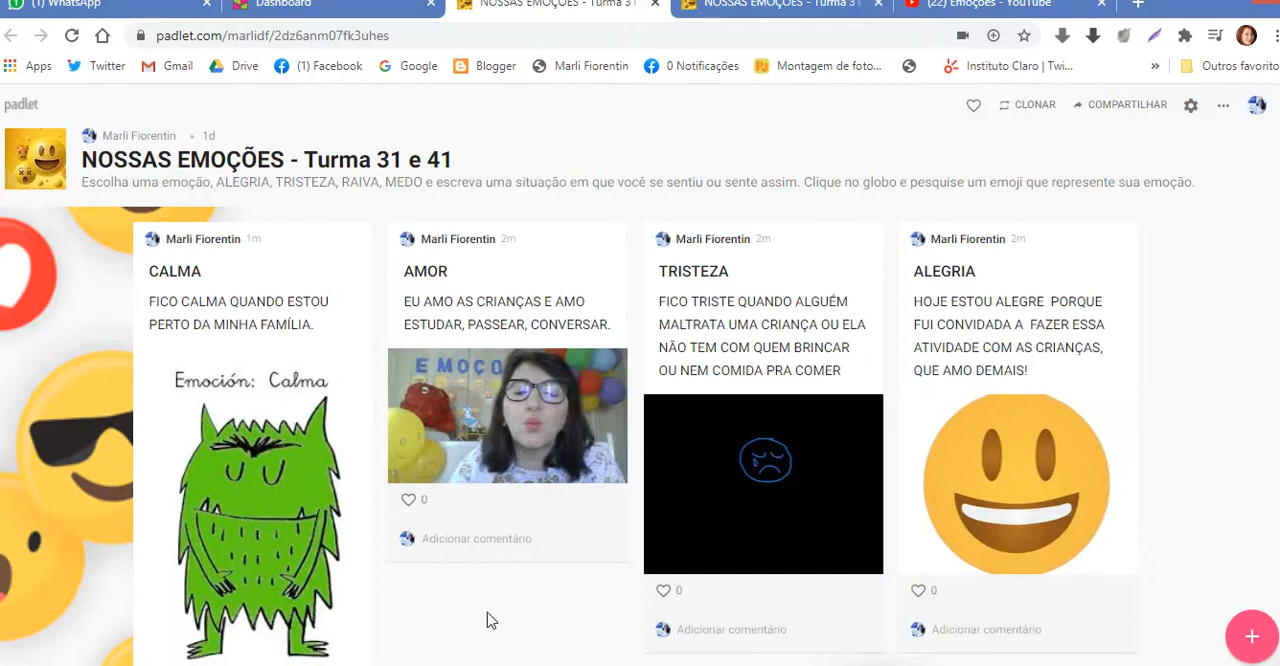 (1) WhatsApp
Dashboard
NOSSAS EMOÇÕES - Turma 31
NOSSAS EMOÇÕES - Turma 31
(22) Emoções - YouTube
padlet.com/marlidf/2dz6anm07fk3uhes
Apps
Twitter
Gmail
Drive
(1) Facebook
Google
Blogger
Marli Fiorentin
0 Notificações
Montagem de foto...
Instituto Claro | Twi...
»
Outros favorito
padlet
CLONAR
COMPARTILHAR
Marli Fiorentin • 1d
NOSSAS EMOÇÕES - Turma 31 e 41
Escolha uma emoção, ALEGRIA, TRISTEZA, RAIVA, MEDO e escreva uma situação em que você se sentiu ou sente assim. Clique no globo e pesquise um emoji que represente sua emoção.
Marli Fiorentin 1m
CALMA
FICO CALMA QUANDO ESTOU
PERTO DA MINHA FAMÍLIA.
Emoción: Calma
Marli Fiorentin 2m
AMOR
EU AMO AS CRIANÇAS E AMO
ESTUDAR, PASSEAR, CONVERSAR.
EMOÇO
0
Adicionar comentário
Marli Fiorentin 2m
TRISTEZA
FICO TRISTE QUANDO ALGUÉM
MALTRATA UMA CRIANÇA OU ELA
NÃO TEM COM QUEM BRINCAR
OU NEM COMIDA PRA COMER
0
Adicionar comentário
Marli Fiorentin 2m
ALEGRIA
HOJE ESTOU ALEGRE PORQUE
FUI CONVIDADA A FAZER ESSA
ATIVIDADE COM AS CRIANÇAS,
QUE AMO DEMAIS!
0
Adicionar comentário